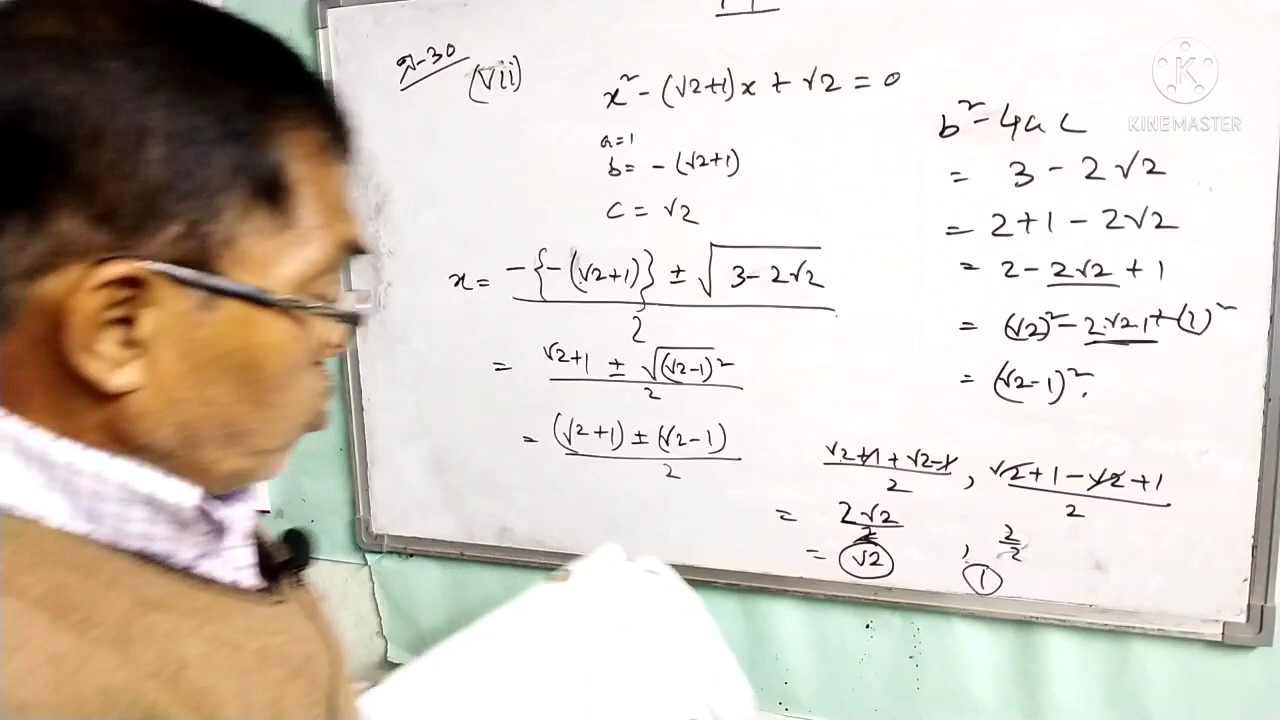 (vii) x² - (√2+1)x + √2 = 0
a=1
b= - (√2+1)
c = √2
x= -{-(√2+1)} ± √3-2√2 / 2
= √2+1 ± √(√2-1)² / 2
= (√2+1) ± (√2-1) / 2
b²-4ac
= 3 - 2√2
= 2+1 - 2√2
= 2 - 2√2 + 1
= (√2)² - 2.√2.1 + (1)²
= (√2-1)².
√2+1+√2-1 / 2 , √2+1-√2+1 / 2
= 2√2 / 2 , 2/2
= √2 1
K
KINEMASTER